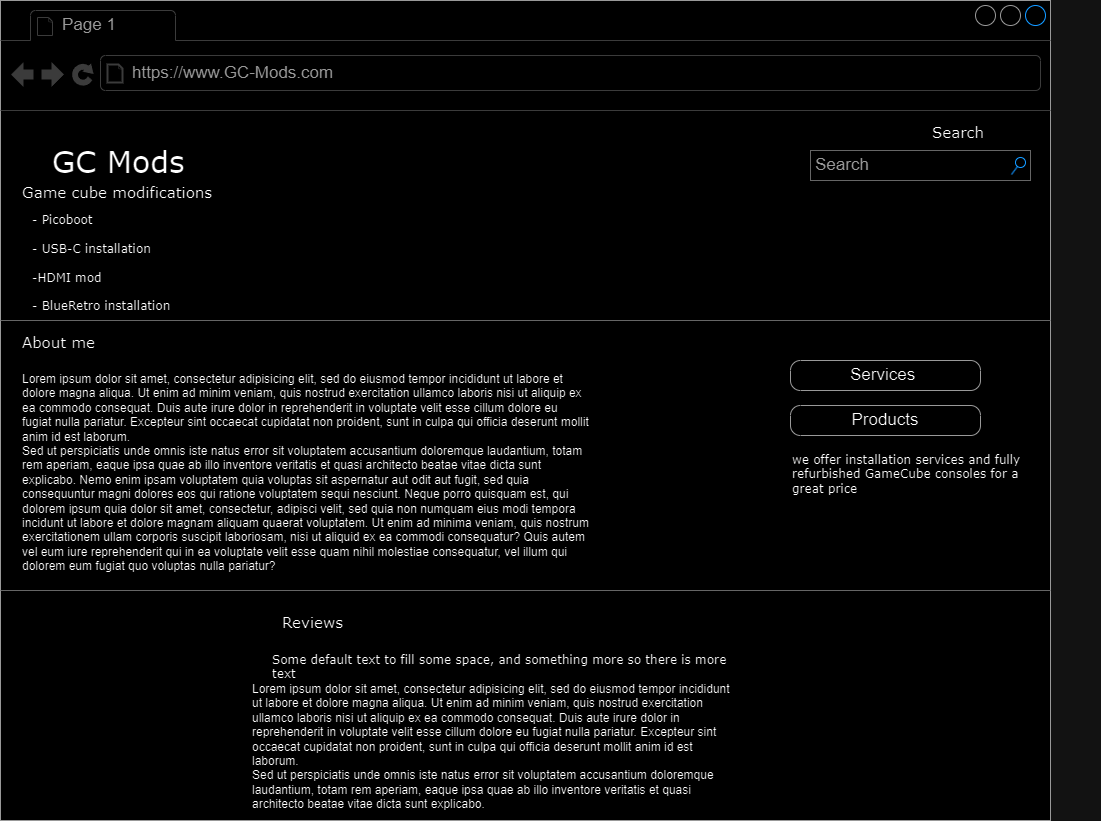 Page 1
https://www.GC-Mods.com
Search
GC Mods
Search
Game cube modifications
- Picoboot
- USB-C installation
-HDMI mod
- BlueRetro installation
About me
Lorem ipsum dolor sit amet, consectetur adipisicing elit, sed do eiusmod tempor incididunt ut labore et
dolore magna aliqua. Ut enim ad minim veniam, quis nostrud exercitation ullamco laboris nisi ut aliquip ex
ea commodo consequat. Duis aute irure dolor in reprehenderit in voluptate velit esse cillum dolore eu
fugiat nulla pariatur. Excepteur sint occaecat cupidatat non proident, sunt in culpa qui officia deserunt mollit
anim id est laborum.
Sed ut perspiciatis unde omnis iste natus error sit voluptatem accusantium doloremque laudantium, totam
rem aperiam, eaque ipsa quae ab illo inventore veritatis et quasi architecto beatae vitae dicta sunt
explicabo. Nemo enim ipsam voluptatem quia voluptas sit aspernatur aut odit aut fugit, sed quia
consequuntur magni dolores eos qui ratione voluptatem sequi nesciunt. Neque porro quisquam est, qui
dolorem ipsum quia dolor sit amet, consectetur, adipisci velit, sed quia non numquam eius modi tempora
incidunt ut labore et dolore magnam aliquam quaerat voluptatem. Ut enim ad minima veniam, quis nostrum
exercitationem ullam corporis suscipit laboriosam, nisi ut aliquid ex ea commodi consequatur? Quis autem
vel eum iure reprehenderit qui in ea voluptate velit esse quam nihil molestiae consequatur, vel illum qui
dolorem eum fugiat quo voluptas nulla pariatur?
Services
Products
we offer installation services and fully
refurbished GameCube consoles for a
great price
Reviews
Some default text to fill some space, and something more so there is more
text
Lorem ipsum dolor sit amet, consectetur adipisicing elit, sed do eiusmod tempor incididunt
ut labore et dolore magna aliqua. Ut enim ad minim veniam, quis nostrud exercitation
ullamco laboris nisi ut aliquip ex ea commodo consequat. Duis aute irure dolor in
reprehenderit in voluptate velit esse cillum dolore eu fugiat nulla pariatur. Excepteur sint
occaecat cupidatat non proident, sunt in culpa qui officia deserunt mollit anim id est
laborum.
Sed ut perspiciatis unde omnis iste natus error sit voluptatem accusantium doloremque
laudantium, totam rem aperiam, eaque ipsa quae ab illo inventore veritatis et quasi
architecto beatae vitae dicta sunt explicabo.